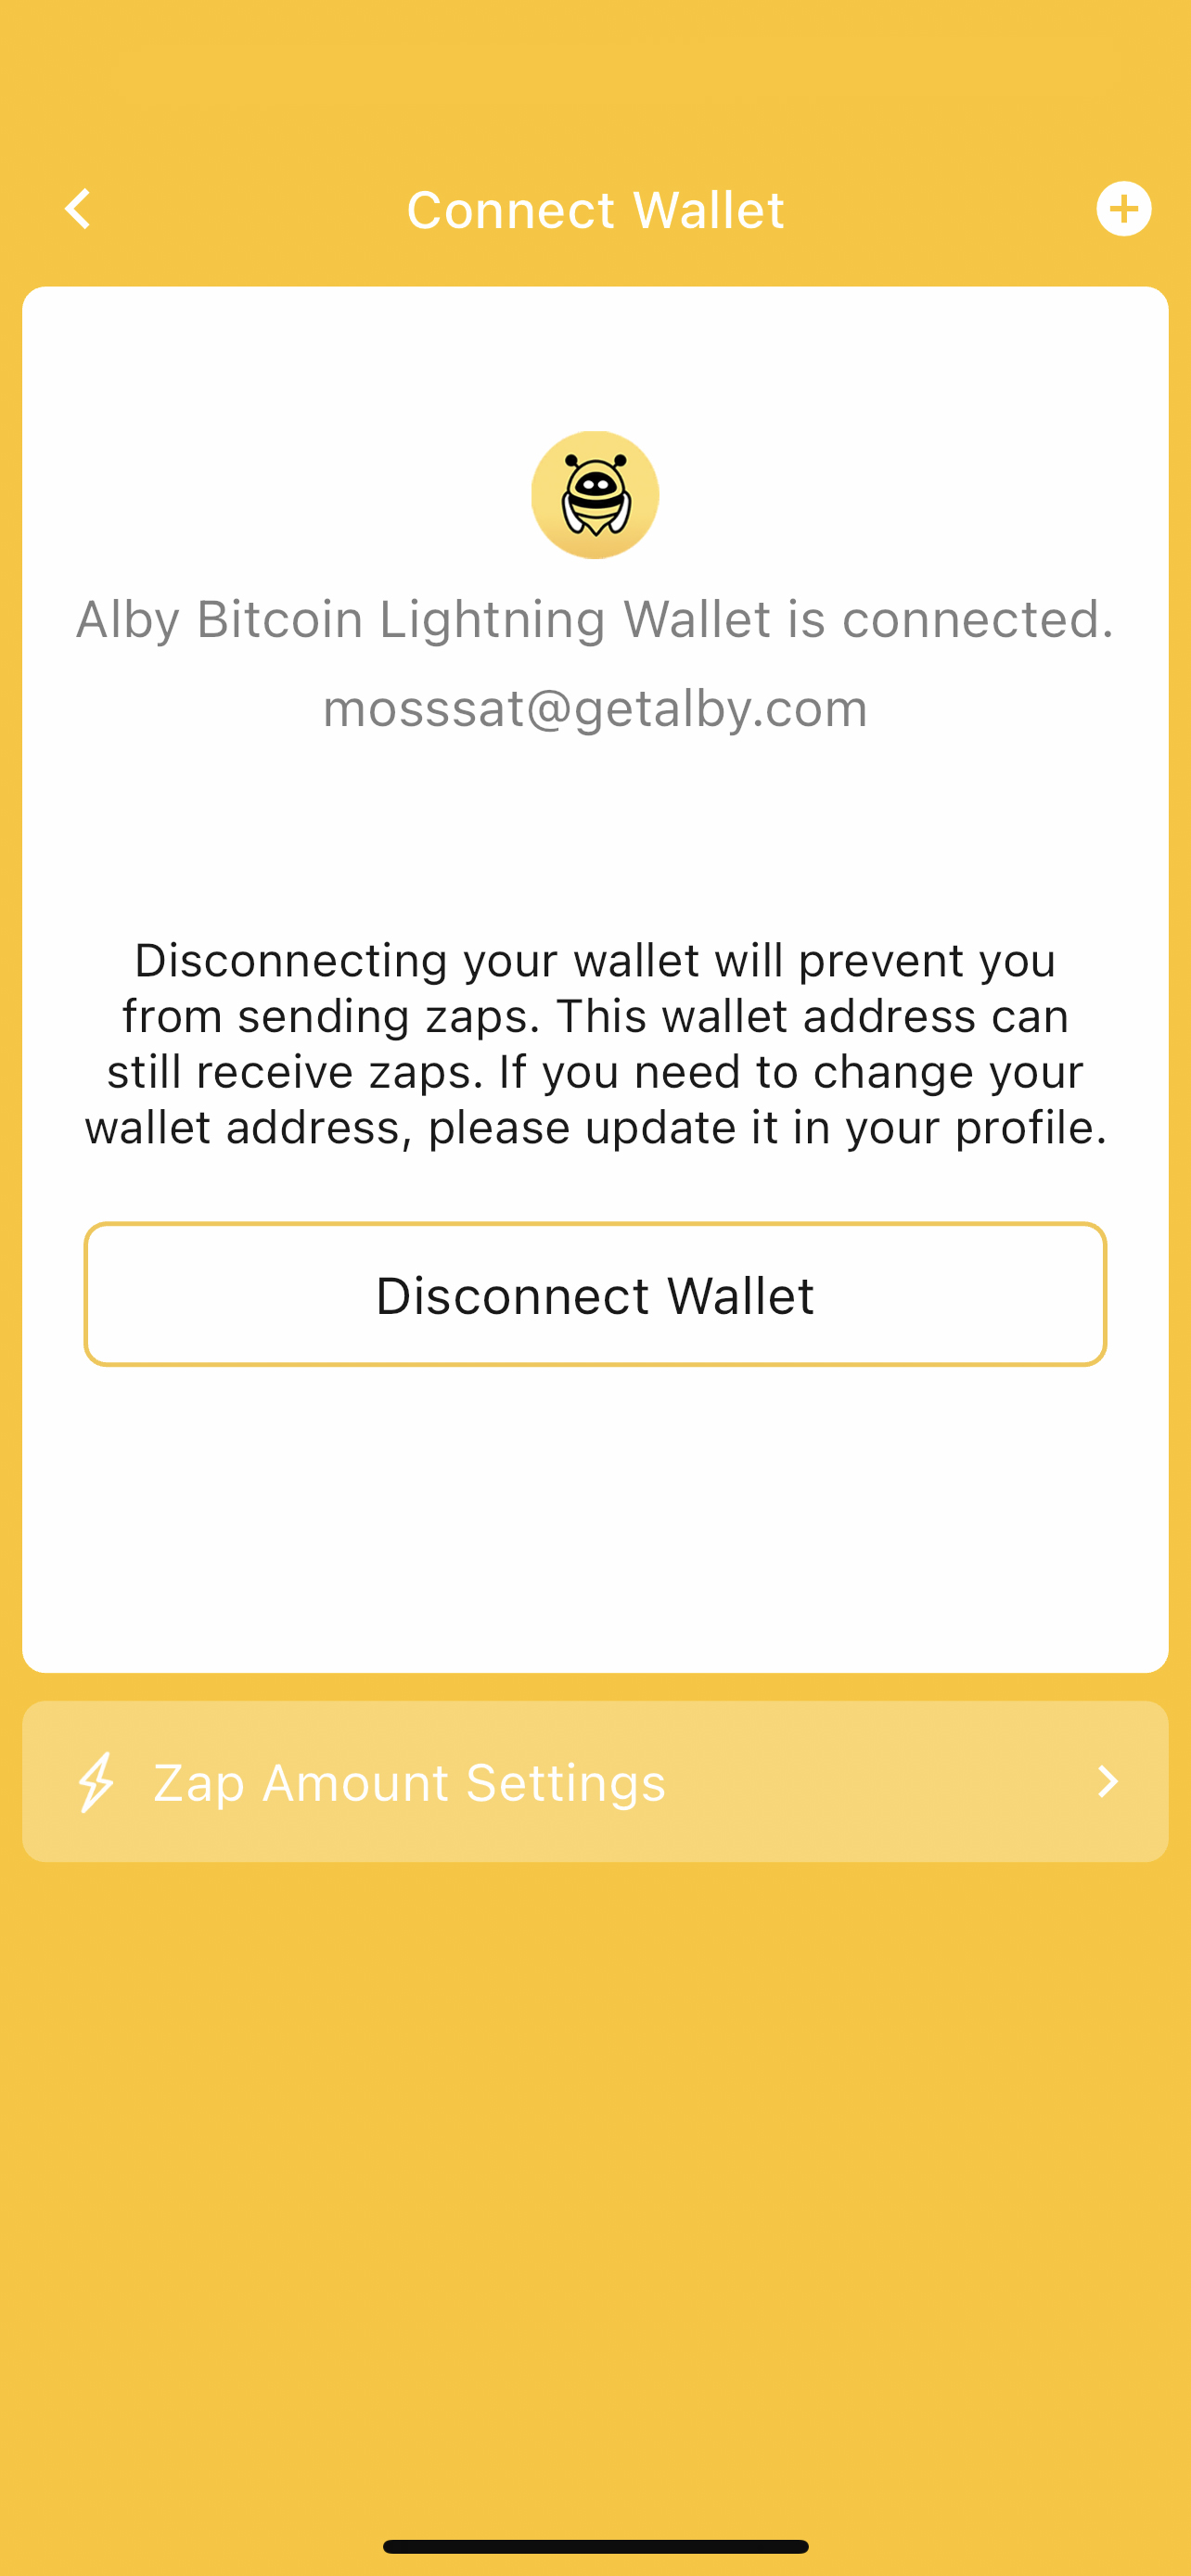 Connect Wallet
Alby Bitcoin Lightning Wallet is connected.
mosssat@getalby.com
Disconnecting your wallet will prevent you
from sending zaps. This wallet address can
still receive zaps. If you need to change your
wallet address, please update it in your profile.
Disconnect Wallet
Zap Amount Settings